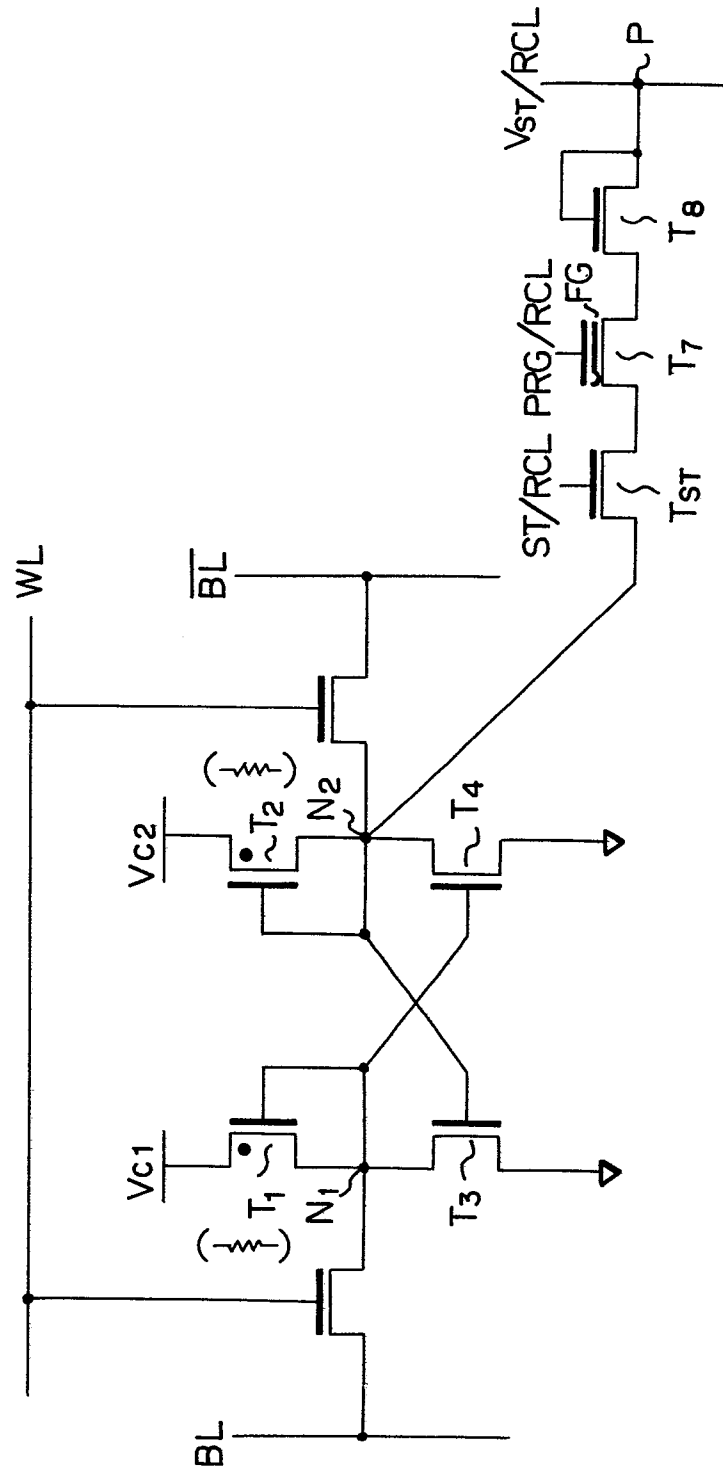 WL
BL
B̅L̅
VC1
VC2
T1
T2
N1
N2
T3
T4
ST/RCL
PRG/RCL
FG
VST/RCL
P
TST
T7
T8